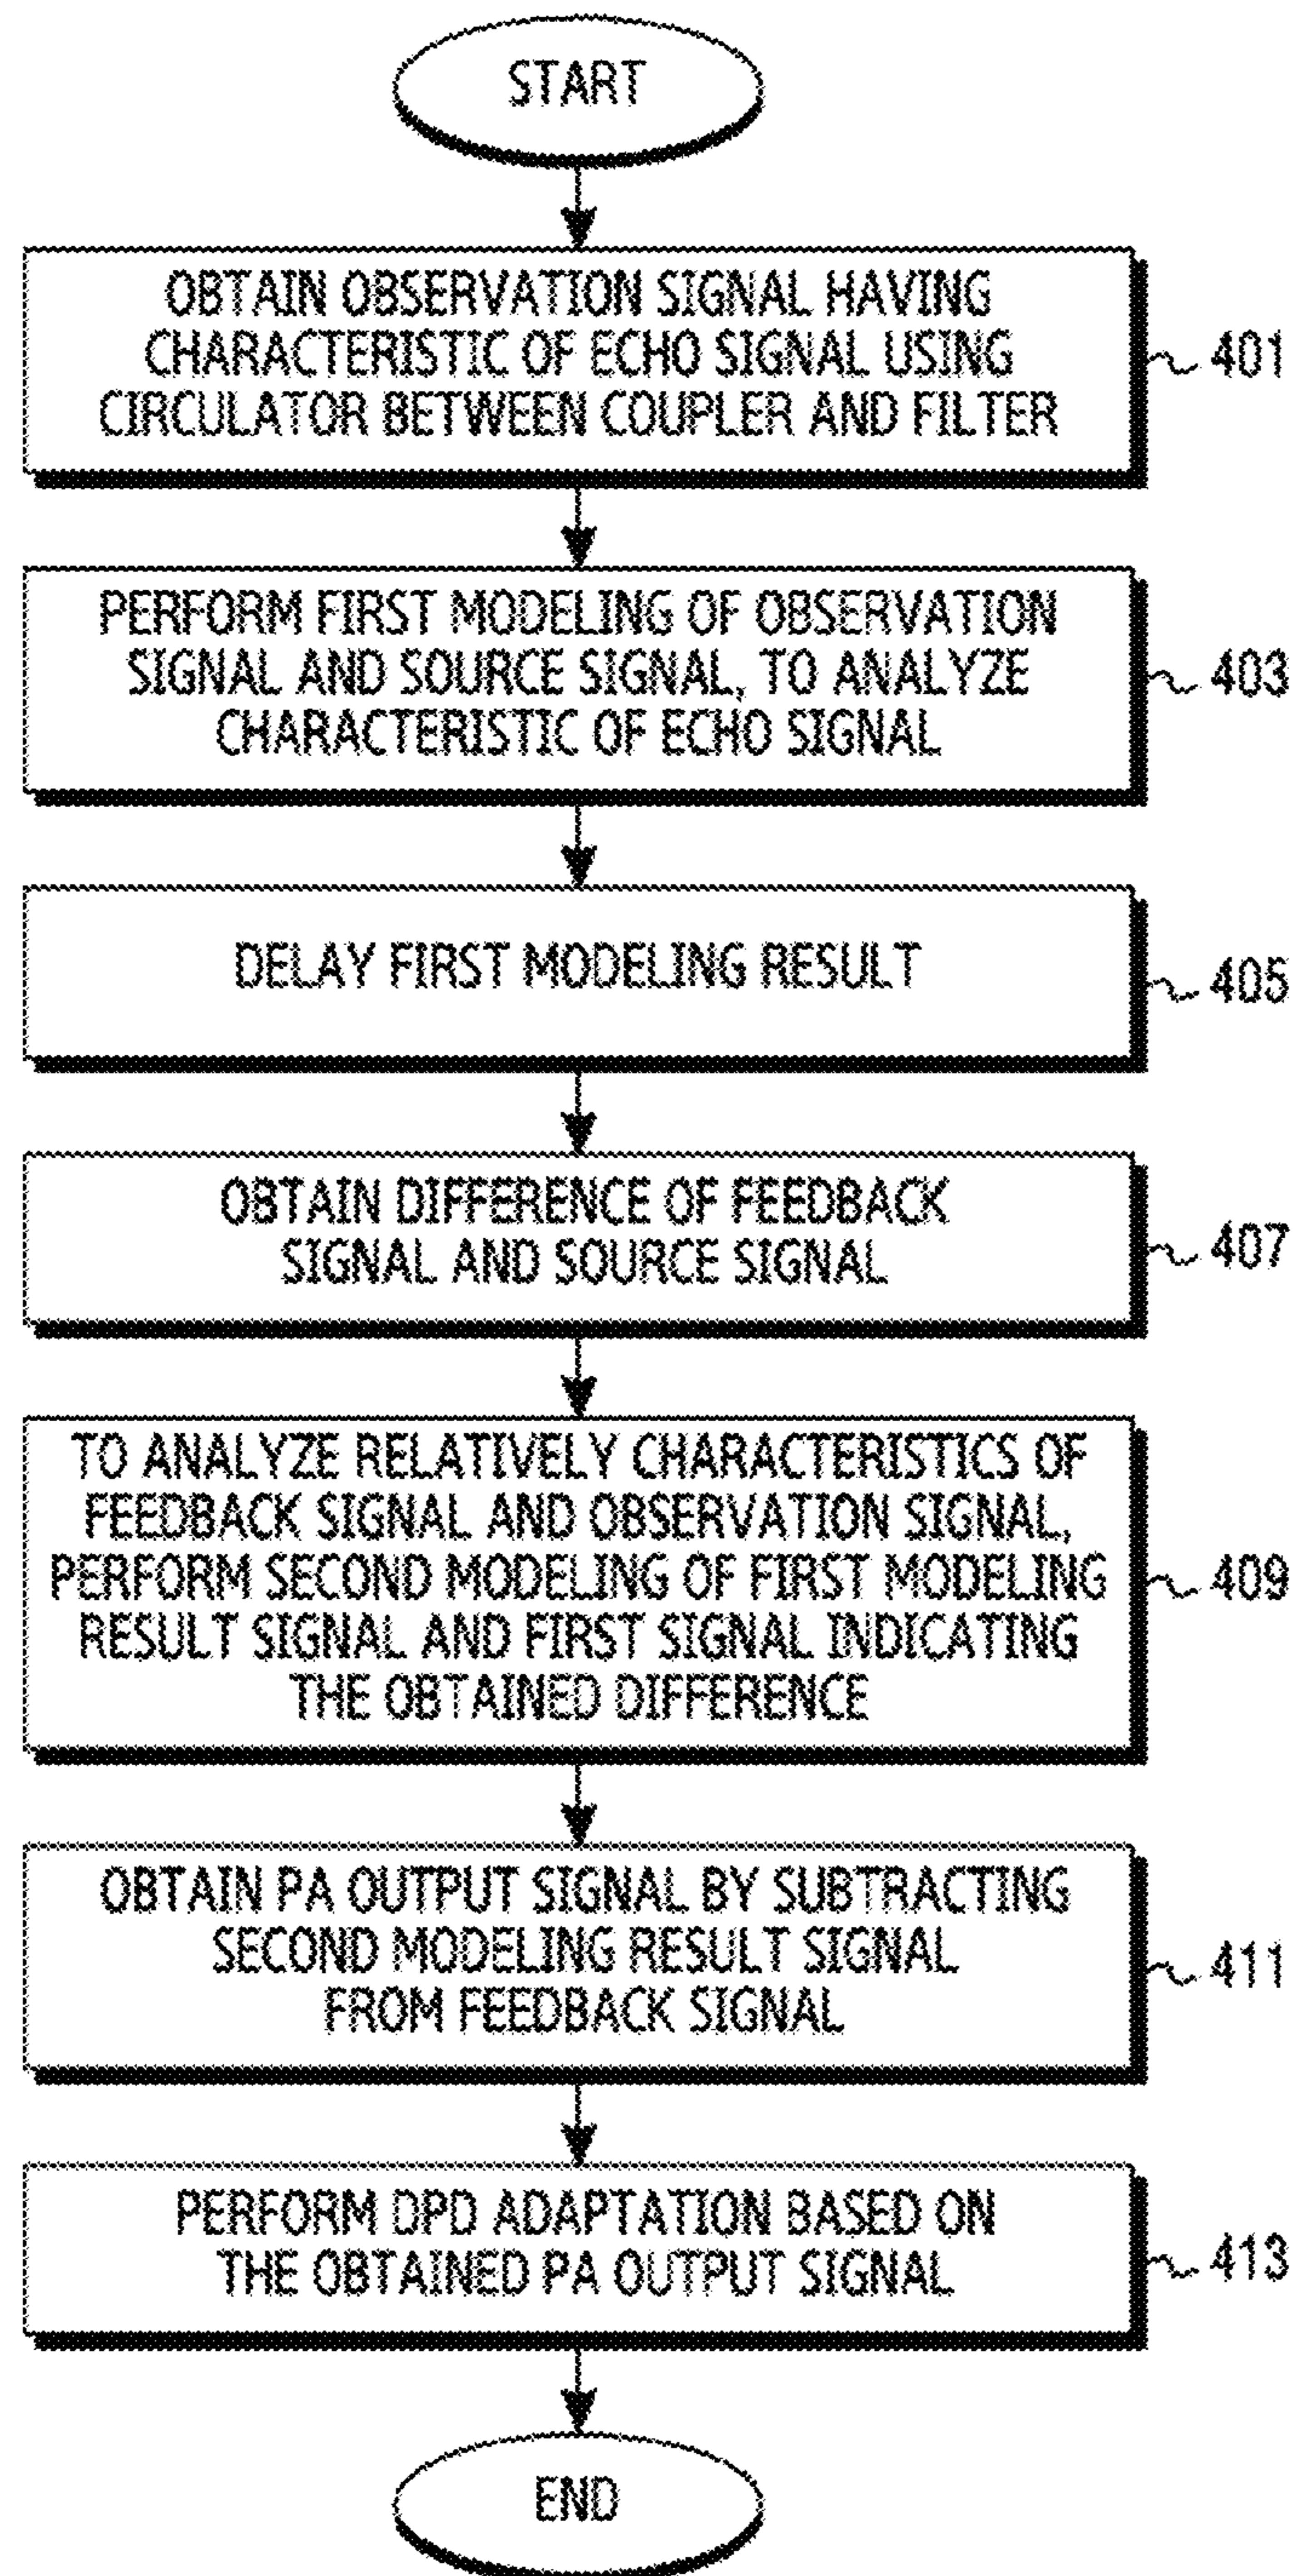 START
OBTAIN OBSERVATION SIGNAL HAVING
CHARACTERISTIC OF ECHO SIGNAL USING
CIRCULATOR BETWEEN COUPLER AND FILTER
401
PERFORM FIRST MODELING OF OBSERVATION
SIGNAL AND SOURCE SIGNAL, TO ANALYZE
CHARACTERISTIC OF ECHO SIGNAL
403
DELAY FIRST MODELING RESULT
405
OBTAIN DIFFERENCE OF FEEDBACK
SIGNAL AND SOURCE SIGNAL
407
TO ANALYZE RELATIVELY CHARACTERISTICS OF
FEEDBACK SIGNAL AND OBSERVATION SIGNAL,
PERFORM SECOND MODELING OF FIRST MODELING
RESULT SIGNAL AND FIRST SIGNAL INDICATING
THE OBTAINED DIFFERENCE
409
OBTAIN PA OUTPUT SIGNAL BY SUBTRACTING
SECOND MODELING RESULT SIGNAL
FROM FEEDBACK SIGNAL
411
PERFORM DPD ADAPTATION BASED ON
THE OBTAINED PA OUTPUT SIGNAL
413
END